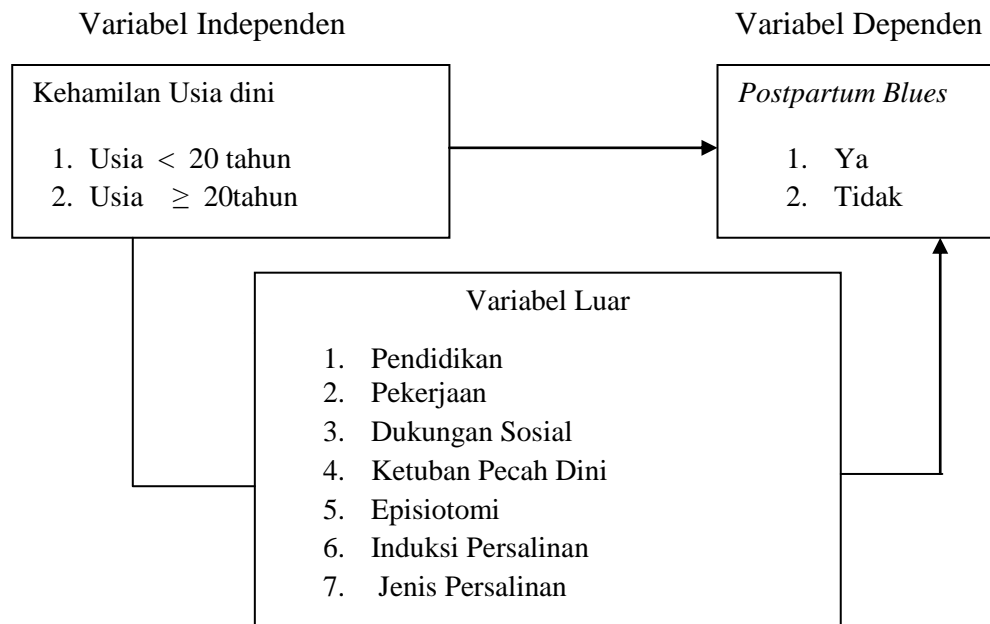 Variabel Independen
Variabel Dependen
Kehamilan Usia dini
1. Usia < 20 tahun
2. Usia ≥ 20tahun
Postpartum Blues
1. Ya
2. Tidak
Variabel Luar
1. Pendidikan
2. Pekerjaan
3. Dukungan Sosial
4. Ketuban Pecah Dini
5. Episiotomi
6. Induksi Persalinan
7. Jenis Persalinan